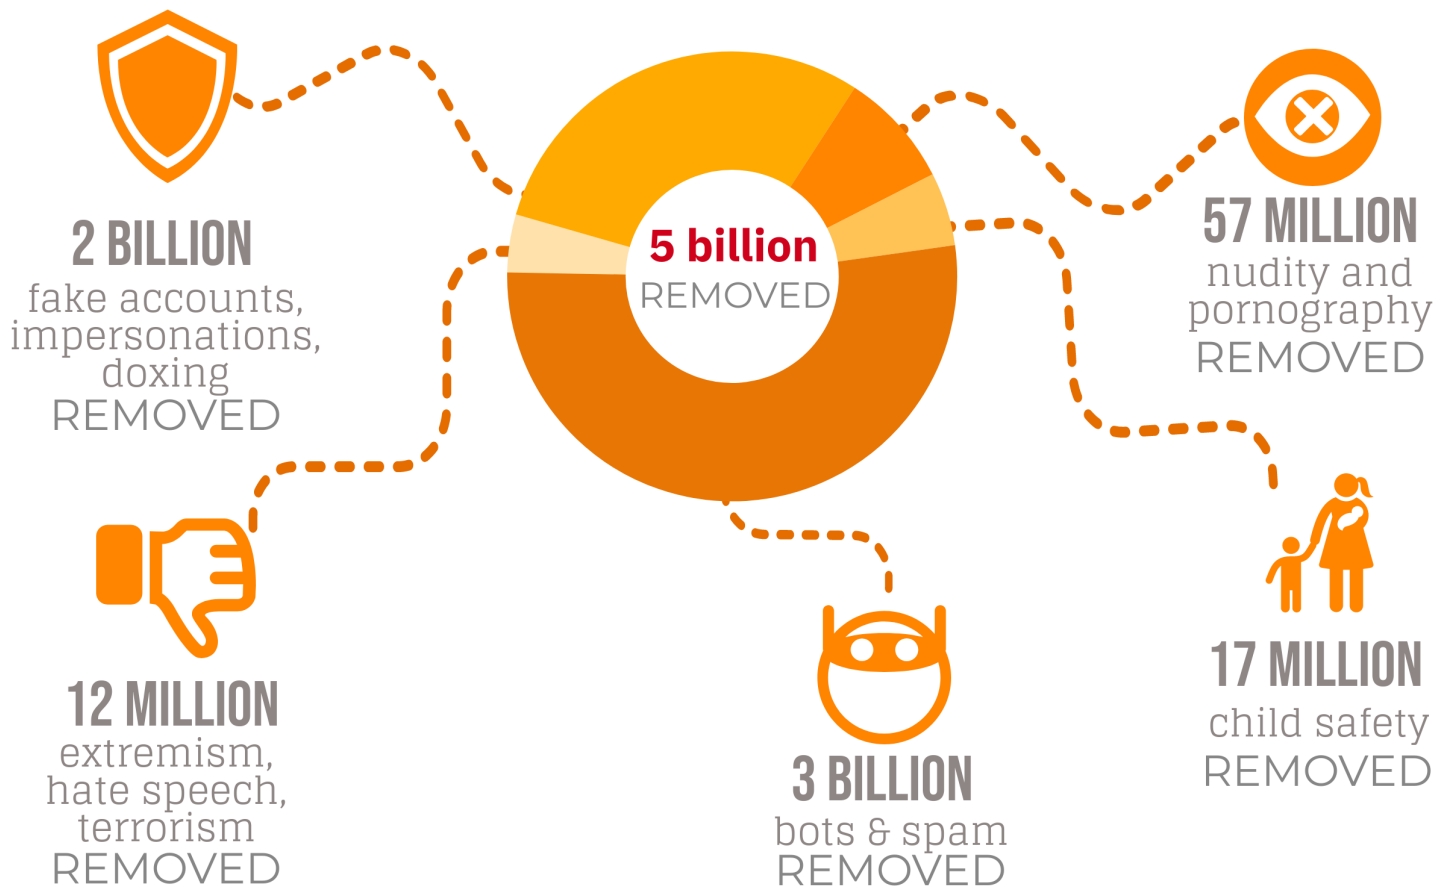 2 BILLION
fake accounts,
impersonations,
doxing
REMOVED
12 MILLION
extremism,
hate speech,
terrorism
REMOVED
5 billion
REMOVED
3 BILLION
bots & spam
REMOVED
57 MILLION
nudity and
pornography
REMOVED
17 MILLION
child safety
REMOVED